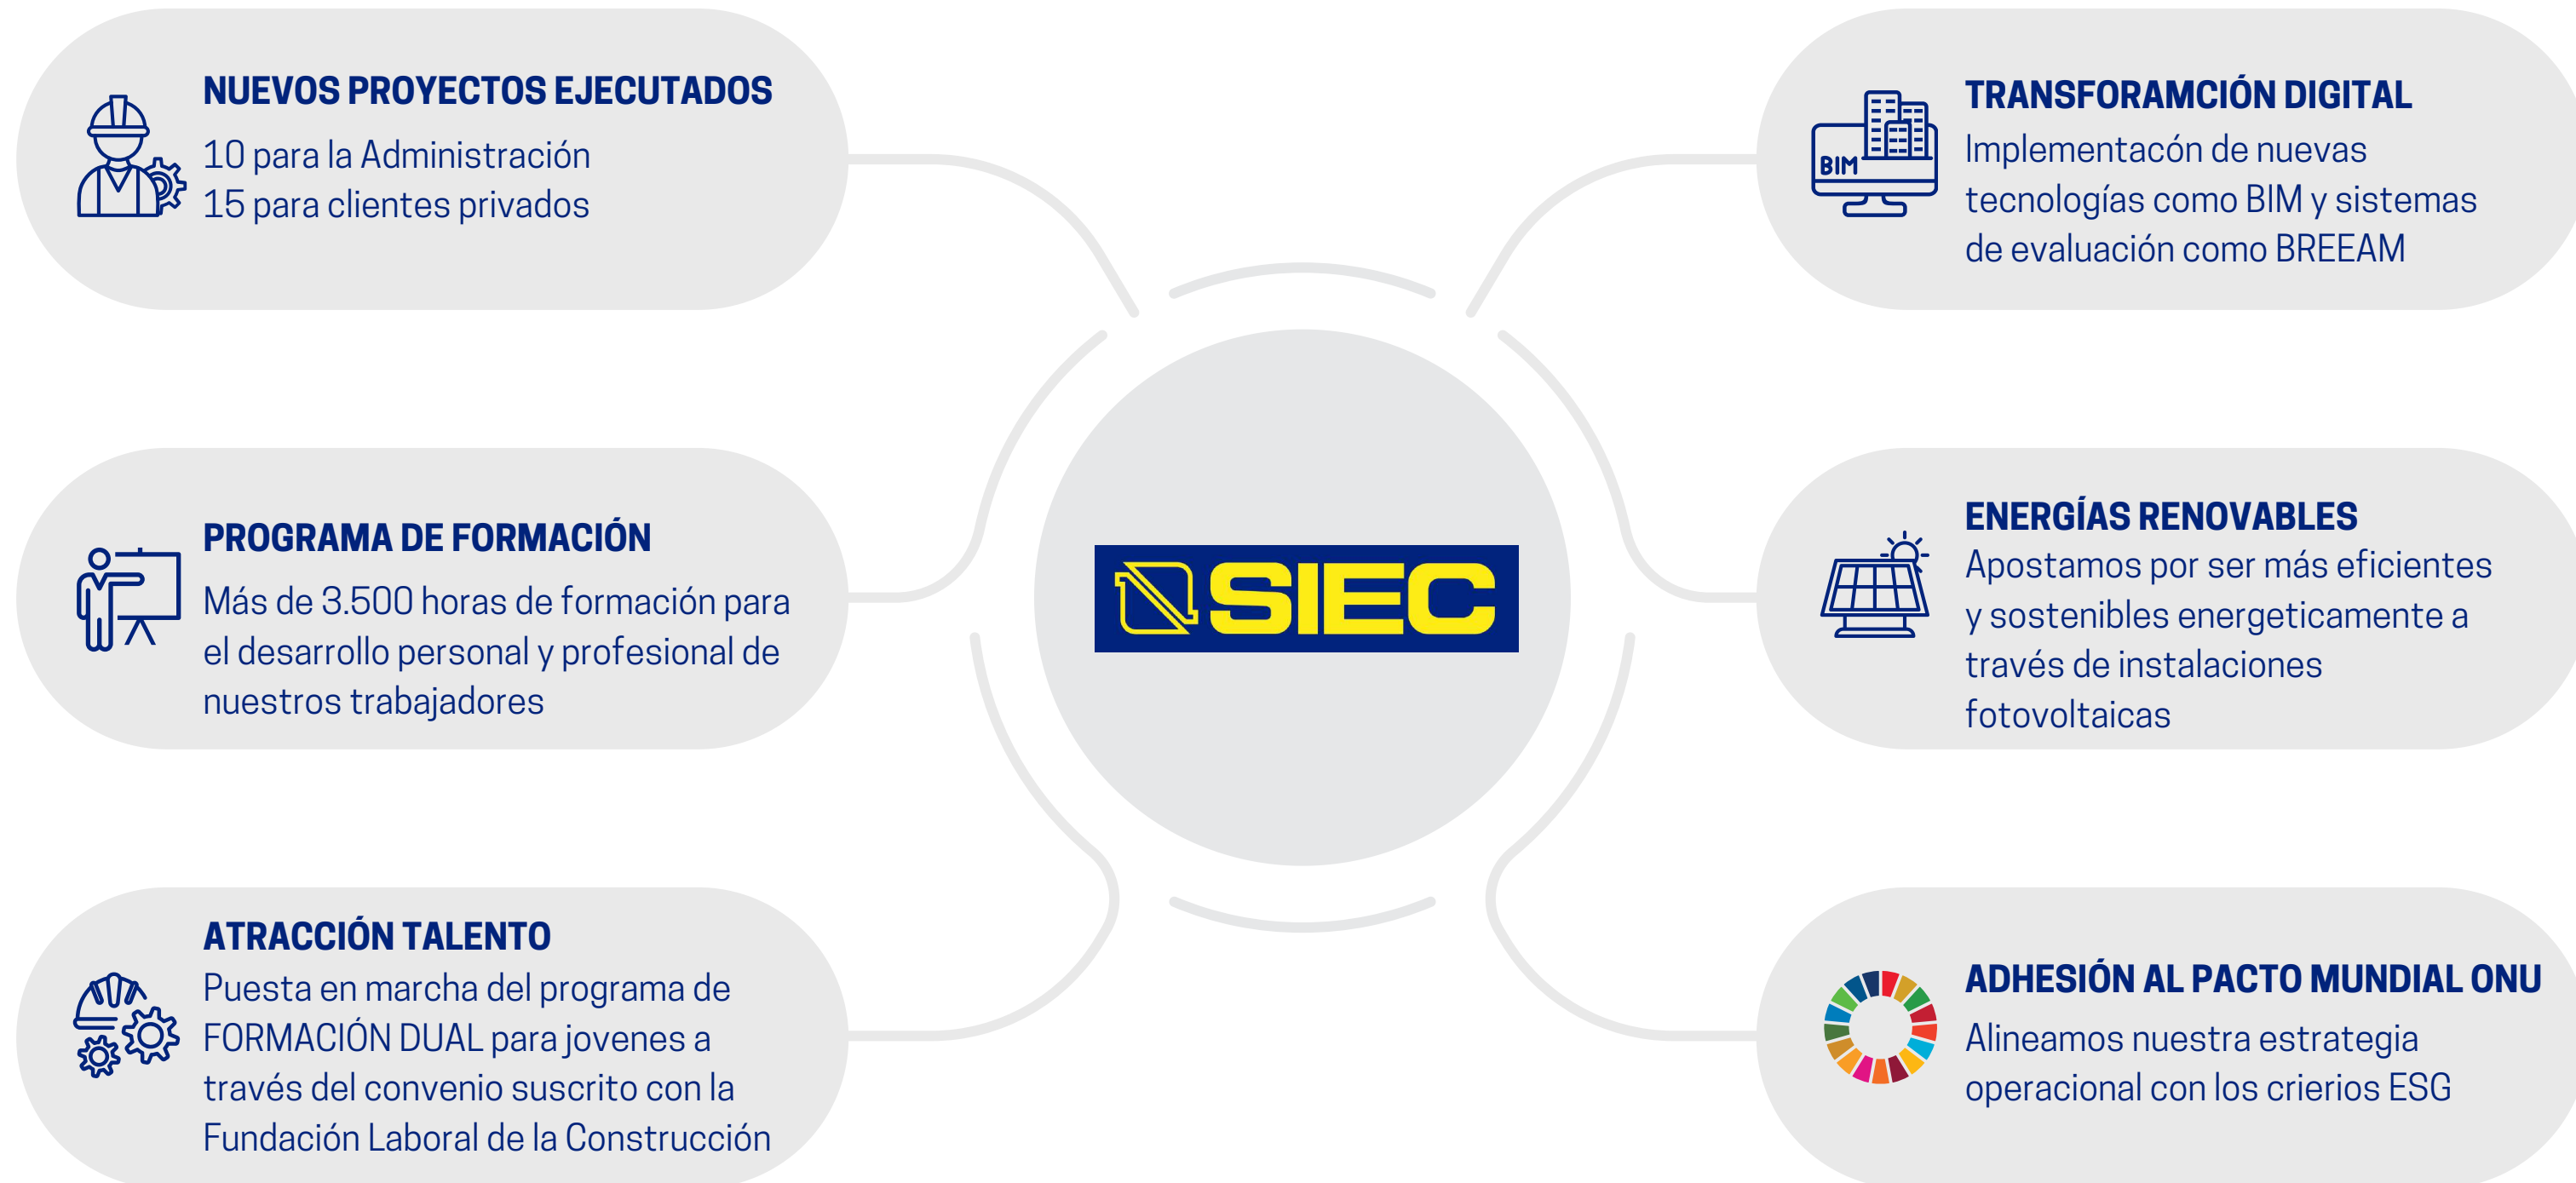 NUEVOS PROYECTOS EJECUTADOS
10 para la Administración
15 para clientes privados
PROGRAMA DE FORMACIÓN
Más de 3.500 horas de formación para
el desarrollo personal y profesional de
nuestros trabajadores
ATRACCIÓN TALENTO
Puesta en marcha del programa de
FORMACIÓN DUAL para jovenes a
través del convenio suscrito con la
Fundación Laboral de la Construcción
SIEC
TRANSFORAMCIÓN DIGITAL
BIM
Implementacón de nuevas
tecnologías como BIM y sistemas
de evaluación como BREEAM
ENERGÍAS RENOVABLES
Apostamos por ser más eficientes
y sostenibles energeticamente a
través de instalaciones
fotovoltaicas
ADHESIÓN AL PACTO MUNDIAL ONU
Alineamos nuestra estrategia
operacional con los crierios ESG